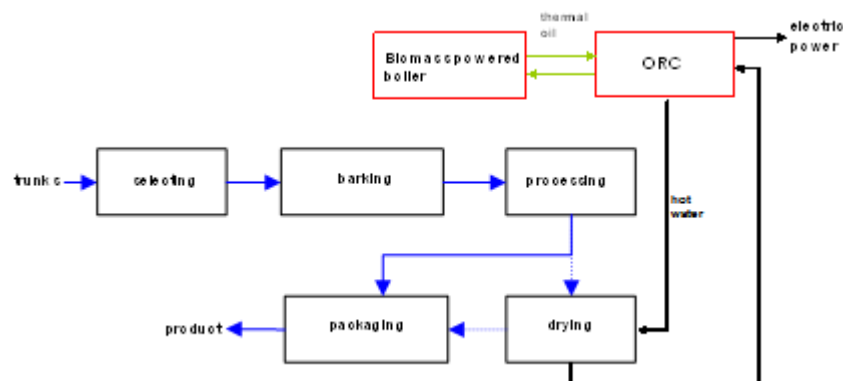 thermal
oil
electric
power
Biomass powered
boiler
ORC
trunks
selecting
barking
processing
hot
water
product
packaging
drying